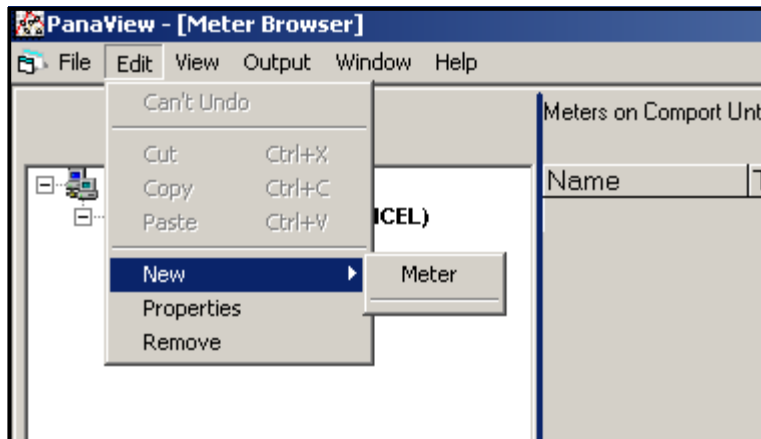 PanaView - [Meter Browser]
File Edit View Output Window Help
Can't Undo
Meters on Comport Unt
Cut Ctrl+X
Name
Copy Ctrl+C
Paste Ctrl+V
ICEL)
New
Meter
Properties
Remove